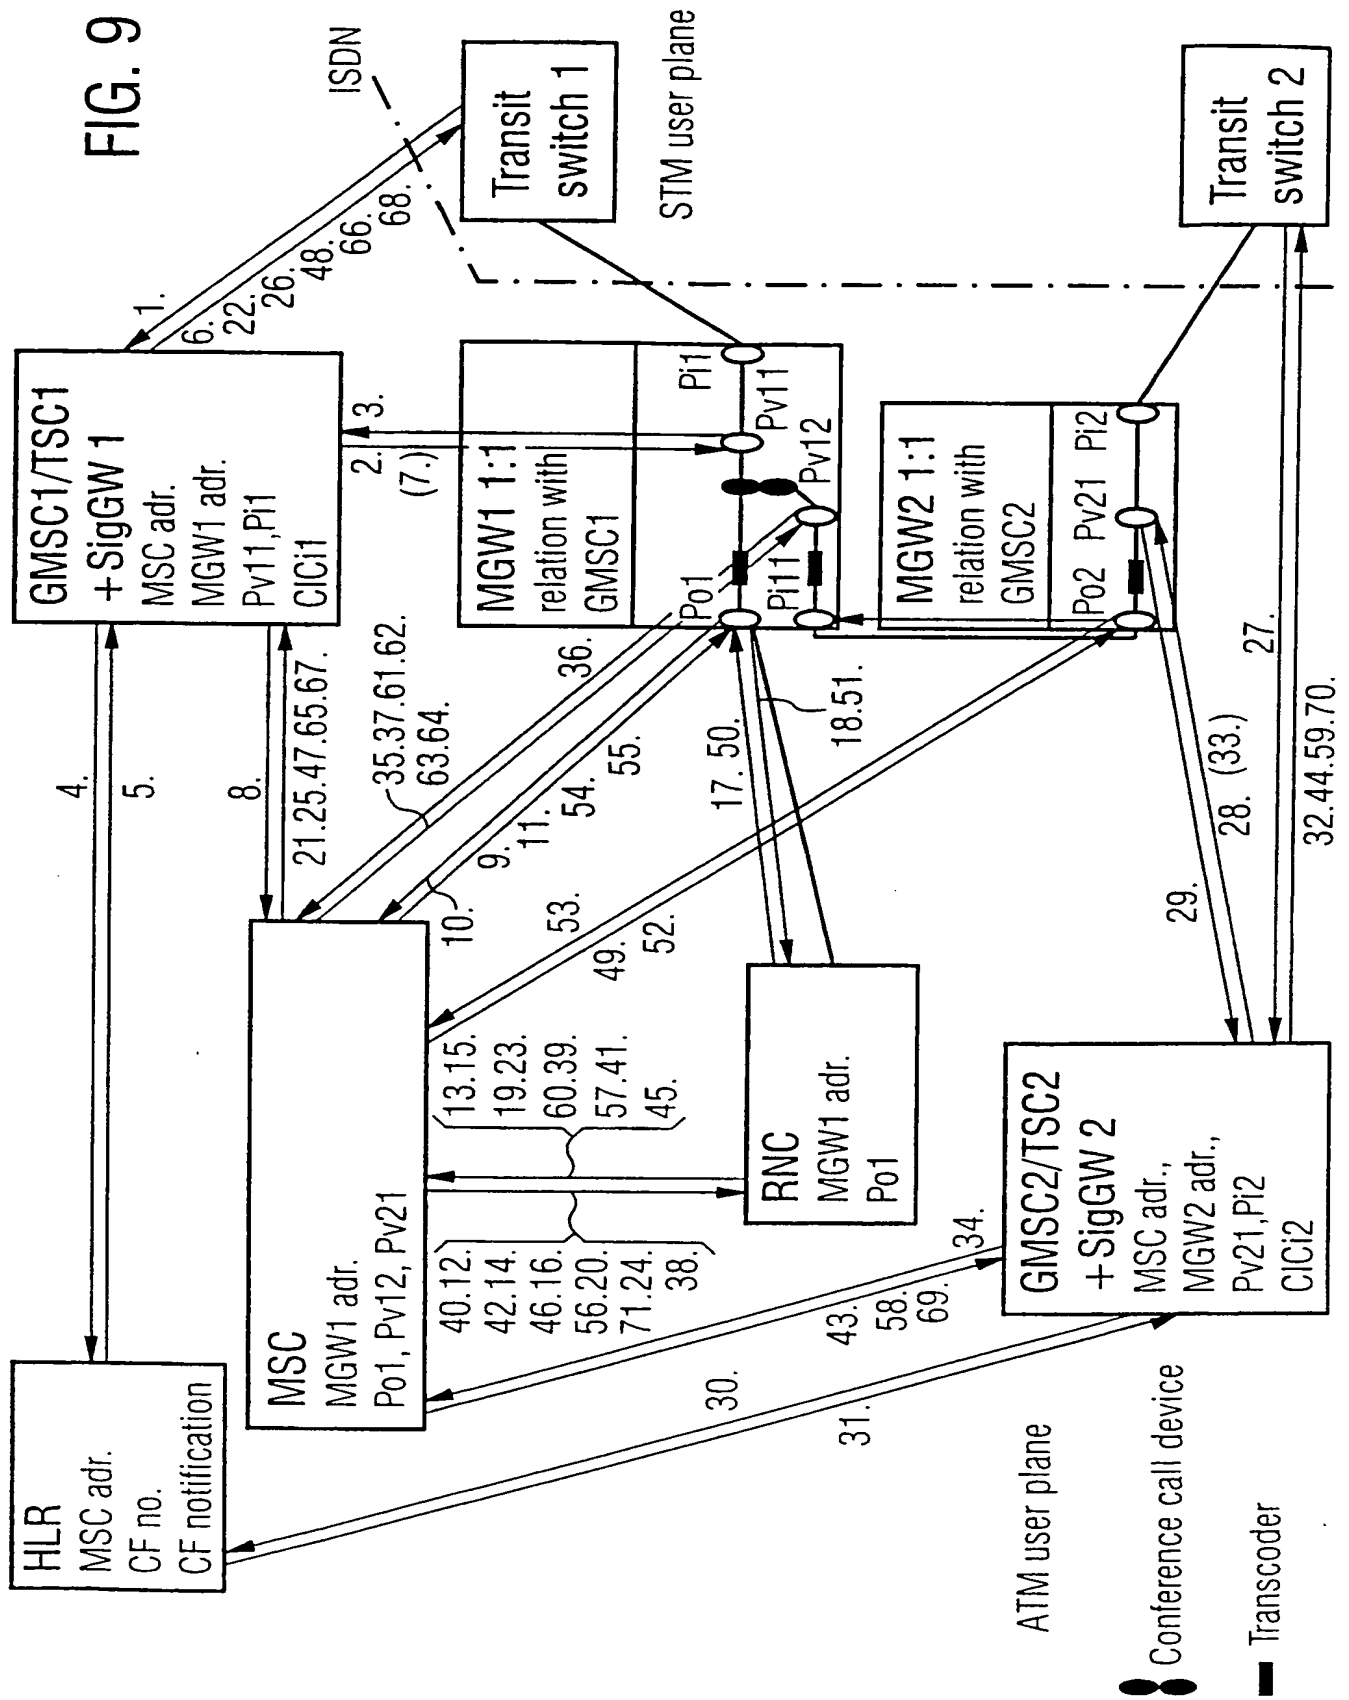 FIG. 9
HLR
MSC adr.
CF no.
CF notification
4.
5.
GMSC1/TSC1
+SigGW 1
MSC adr.
MGW1 adr.
Pv11,Pi1
CICi1
1.
6.
22.
26.
48.
66.
68.
ISDN
Transit
switch 1
STM user plane
8.
21.25.47.65.67.
2.
3.
(7.)
MSC
MGW1 adr.
Po1, Pv12, Pv21
35.37.61.62.
63.64.
36.
10.
9.
11.
54.
55.
MGW1 1:1
relation with
GMSC1
Po1
Pi1
Pv11
Pi11
Pv12
40.12.
42.14.
46.16.
56.20.
71.24.
38.
13.15.
19.23.
60.39.
57.41.
45.
53.
49.
52.
17. 50.
18.51.
RNC
MGW1 adr.
Po1
MGW2 1:1
relation with
GMSC2
Po2
Pv21
Pi2
30.
31.
43.
58.
69.
34.
GMSC2/TSC2
+SigGW 2
MSC adr.,
MGW2 adr.,
Pv21,Pi2
CICi2
29.
28. (33.)
27.
32.44.59.70.
Transit
switch 2
ATM user plane
Conference call device
Transcoder